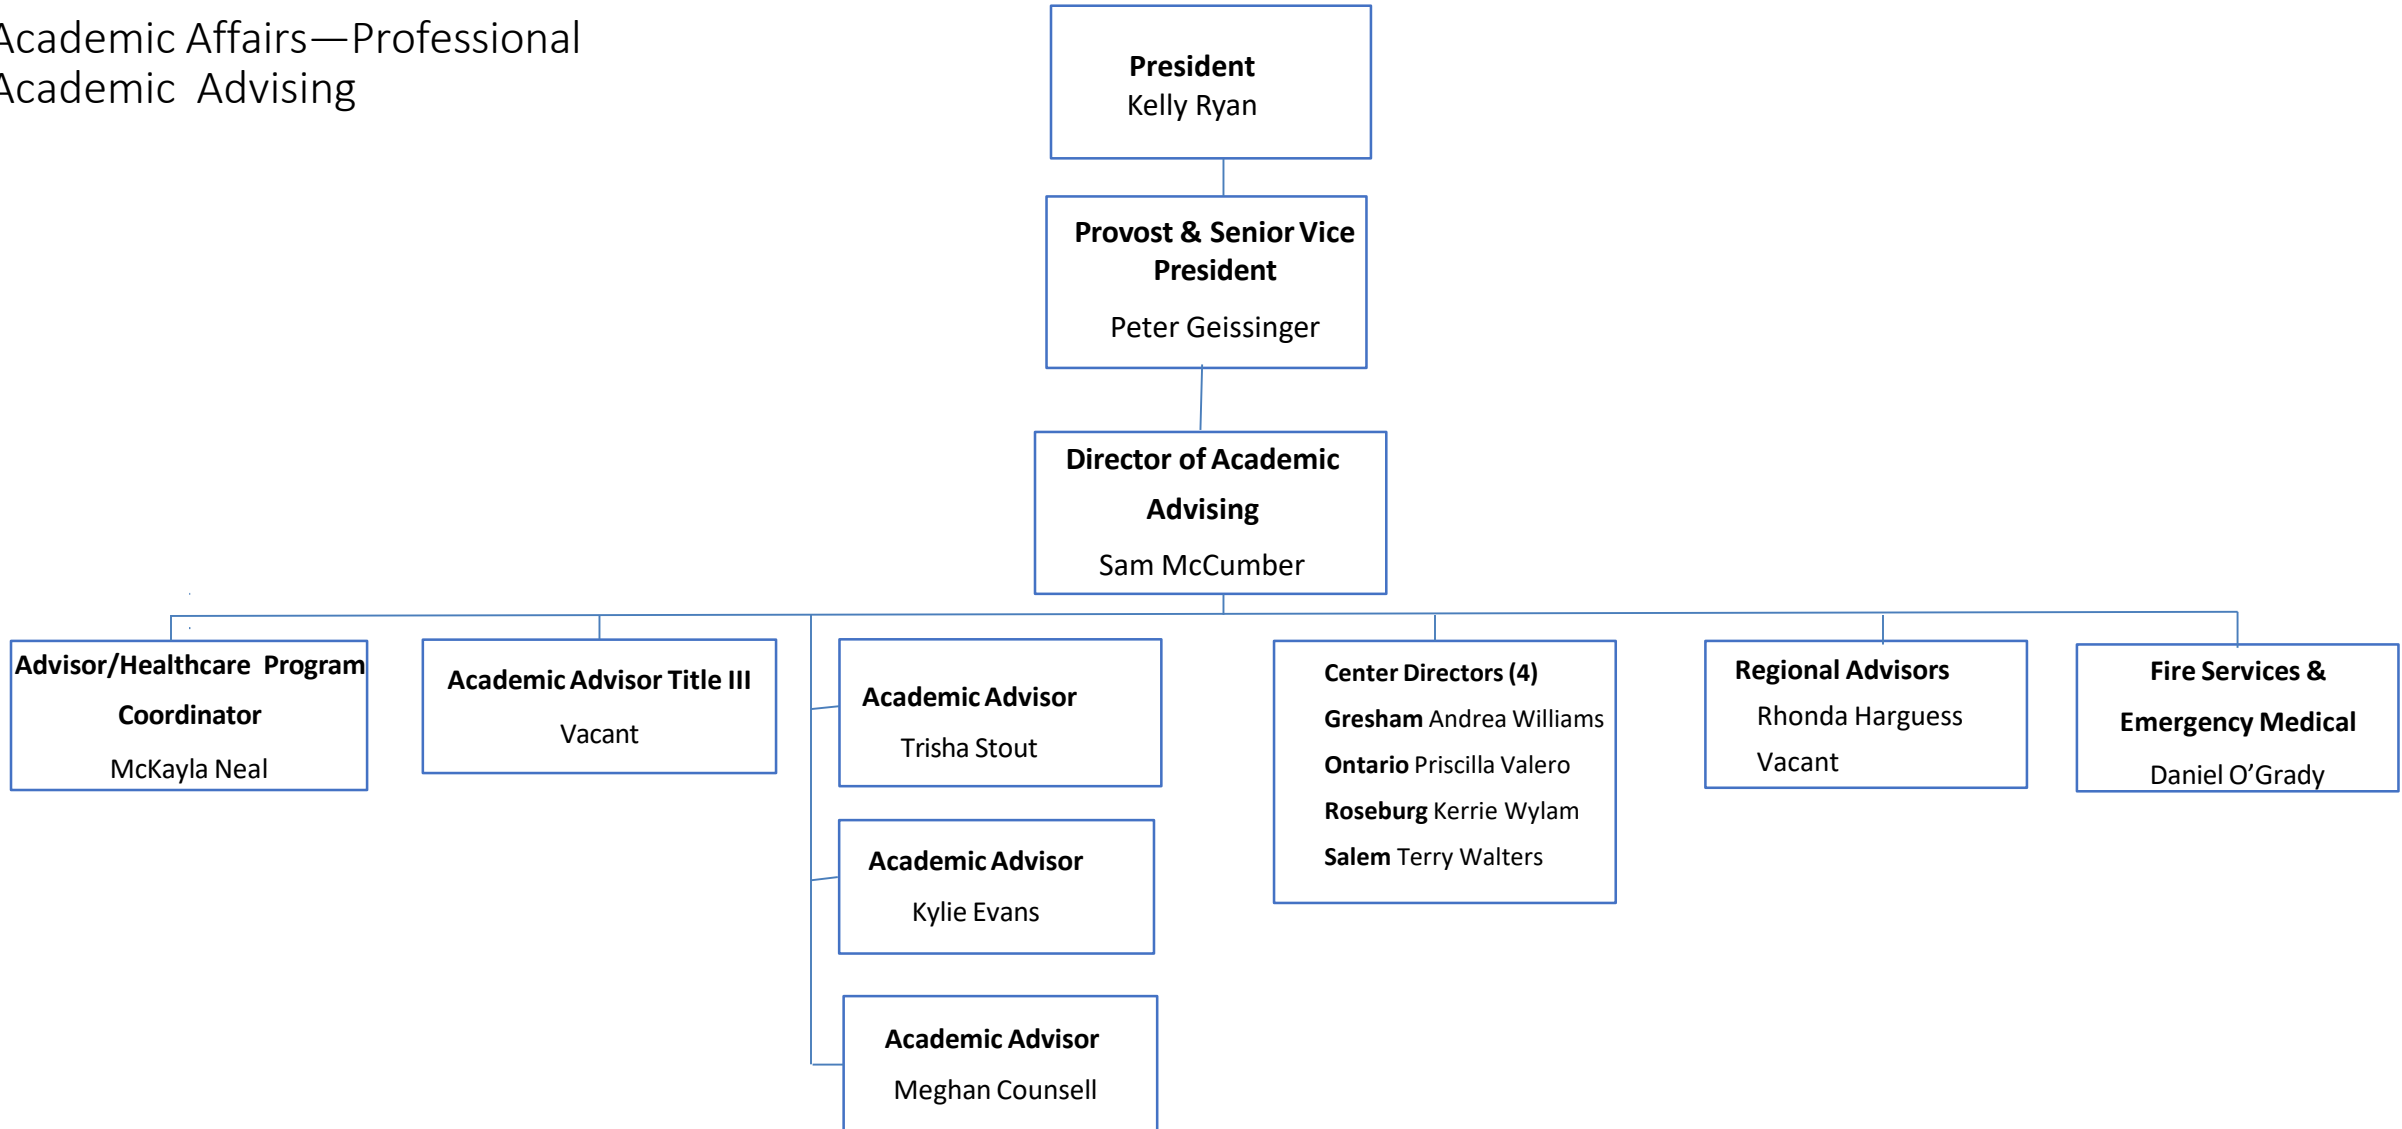 Academic Affairs—Professional
Academic Advising
President
Kelly Ryan
Provost & Senior Vice
President
Peter Geissinger
Director of Academic
Advising
Sam McCumber
Advisor/Healthcare Program
Coordinator
McKayla Neal
Academic Advisor Title III
Vacant
Academic Advisor
Trisha Stout
Academic Advisor
Kylie Evans
Academic Advisor
Meghan Counsell
Center Directors (4)
Gresham Andrea Williams
Ontario Priscilla Valero
Roseburg Kerrie Wylam
Salem Terry Walters
Regional Advisors
Rhonda Harguess
Vacant
Fire Services &
Emergency Medical
Daniel O’Grady